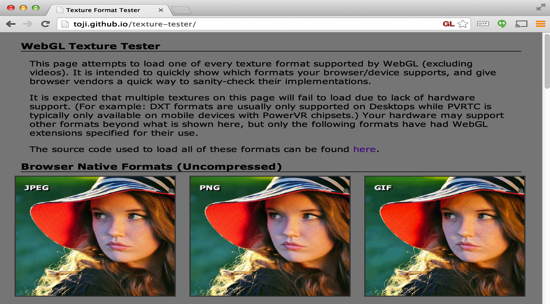 Texture Format Tester
toji.github.io/texture-tester/
GL
WebGL Texture Tester
This page attempts to load one of every texture format supported by WebGL (excluding
videos). It is intended to quickly show which formats your browser/device supports, and give
browser vendors a quick way to sanity-check their implementations.
It is expected that multiple textures on this page will fail to load due to lack of hardware
support. (For example: DXT formats are usually only supported on Desktops while PVRTC is
typically only available on mobile devices with PowerVR chipsets.) Your hardware may support
other formats beyond what is shown here, but only the following formats have had WebGL
extensions specified for their use.
The source code used to load all of these formats can be found here.
Browser Native Formats (Uncompressed)
JPEG PNG GIF